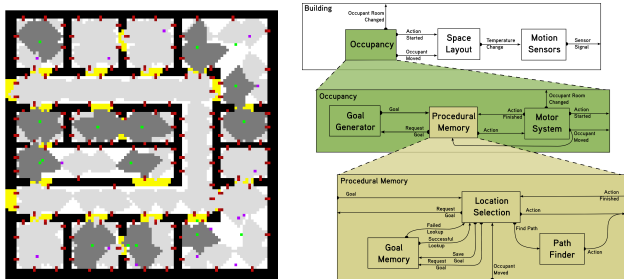 Building
Occupant Room
Changed
Occupancy
Action
Started
Occupant
Moved
Space
Layout
Temperature
Change
Motion
Sensors
Sensor
Signal
Occupancy
Occupant Room
Changed
Goal
Generator
Goal
Request
Goal
Procedural
Memory
Action
Finished
Action
Motor
System
Action
Started
Occupant
Moved
Procedural Memory
Goal
Action
Finished
Request
Goal
Location
Selection
Action
Find Path
Failed
Lookup
Successful
Lookup
Goal
Memory
Request
Goal
Save
Goal
Path
Finder
Action
Occupant
Moved